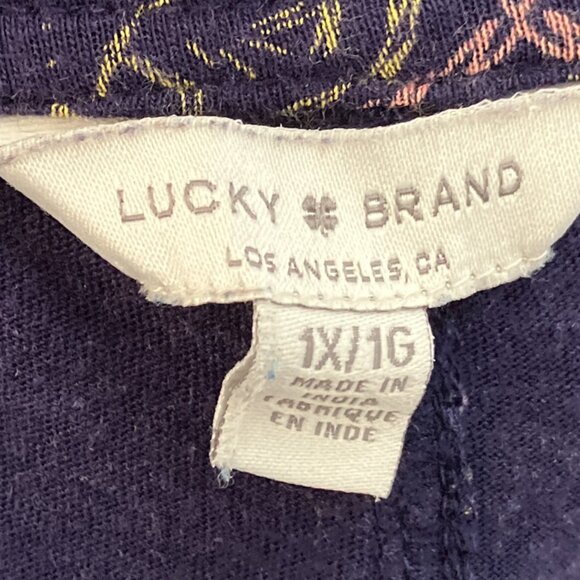 LUCKY BRAND
LOS ANGELES, CA
1X/1G
MADE IN
INDIA
FABRIQUE
EN INDE